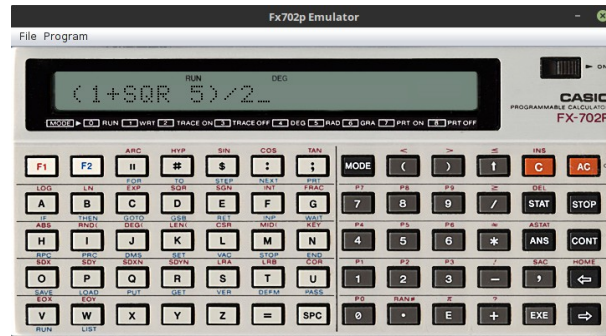 Fx702p Emulator
File Program
RUN DEG
(1+SQR 5)/2_
MODE ▶ 0 RUN 1 WRT 2 TRACE ON 3 TRACE OFF 4 DEG 5 RAD 6 GRA 7 PRT ON 8 PRT OFF
ON
CASIO
PROGRAMMABLE CALCULATOR
FX-702P
ARC HYP SIN COS TAN < > ≤ INS
F1 F2 " # $ : ; MODE ( ) ↑ C AC
FOR TO STEP NEXT PRT
LOG LN EXP SQR SGN INT FRAC P7 P8 P9 ≥ DEL
A B C D E F G 7 8 9 / STAT STOP
IF THEN GOTO GSB RET INP WAIT
ABS RND( DEG( LEN( CSR MID( KEY P4 P5 P6 ≠ ASTAT
H I J K L M N 4 5 6 * ANS CONT
RPC PRC DMS SET VAC STOP END
SDX SDY SDXN SDYN LRA LRB COR P1 P2 P3 ! SAC HOME
O P Q R S T U 1 2 3 − , ⇦
SAVE LOAD PUT GET VER DEFM PASS
EOX EOY P0 RAN# π ?
V W X Y Z = SPC 0 • E + EXE ⇨
RUN LIST